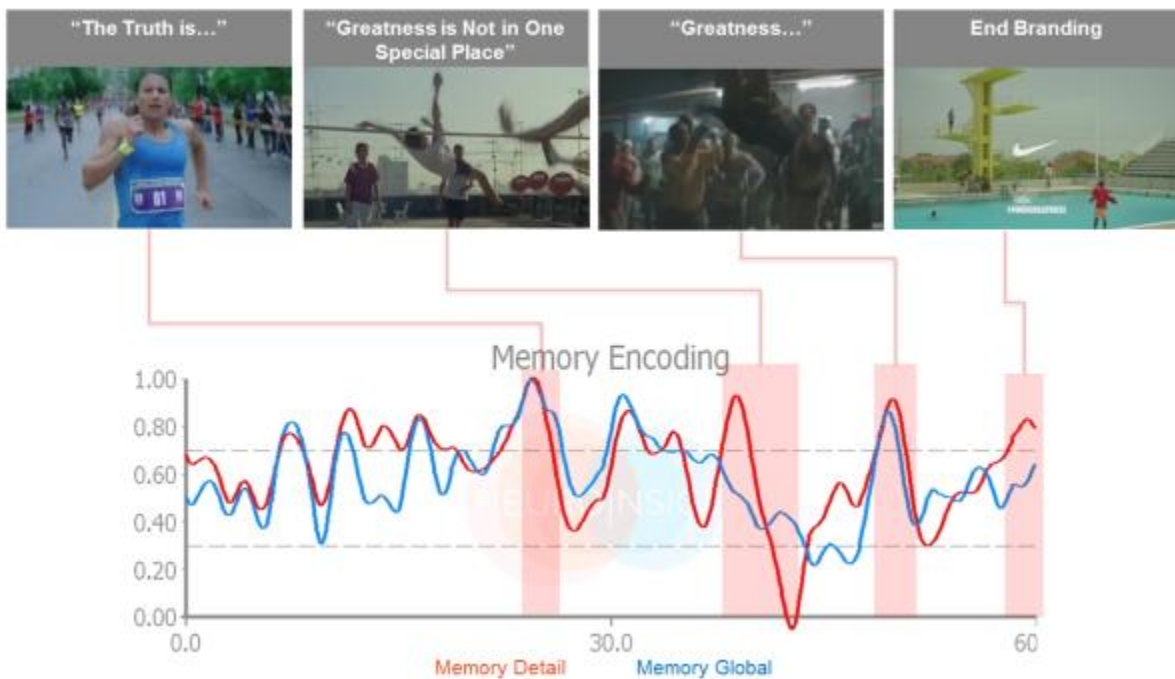 “The Truth is…”
“Greatness is Not in One
Special Place”
“Greatness…”
End Branding
01
Memory Encoding
1.00
0.80
0.60
0.40
0.20
0.00
0.0
30.0
60
Memory Detail
Memory Global